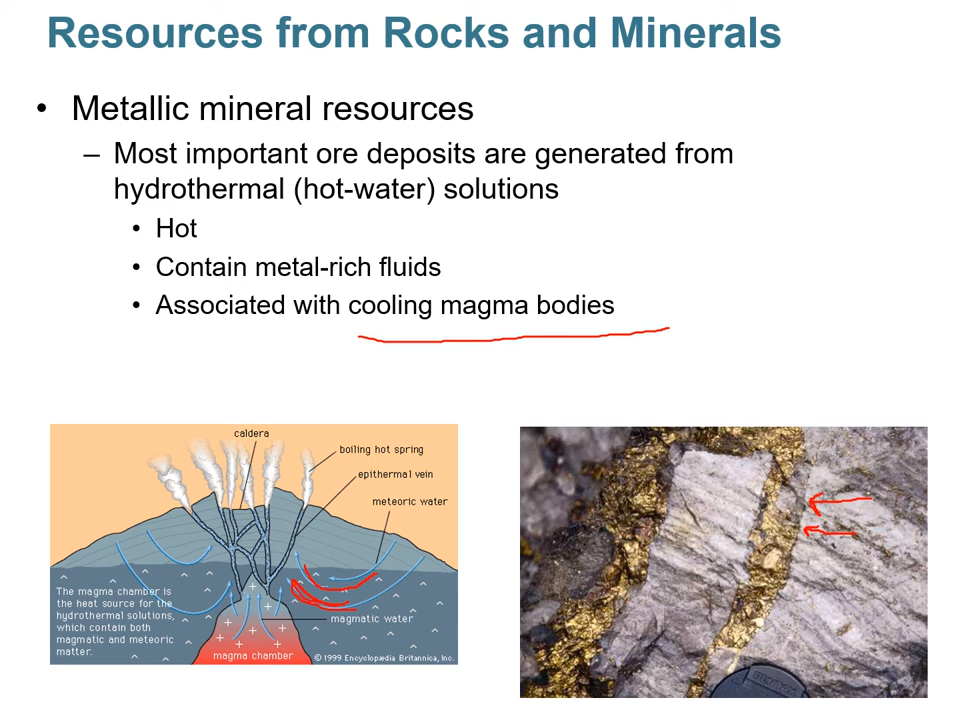 Resources from Rocks and Minerals
• Metallic mineral resources
– Most important ore deposits are generated from
hydrothermal (hot-water) solutions
• Hot
• Contain metal-rich fluids
• Associated with cooling magma bodies
caldera
boiling hot spring
epithermal vein
meteoric water
The magma chamber is
the heat source for the
hydrothermal solutions,
which contain both
magmatic and meteoric
matter.
magmatic water
magma chamber
© 1999 Encyclopædia Britannica, Inc.